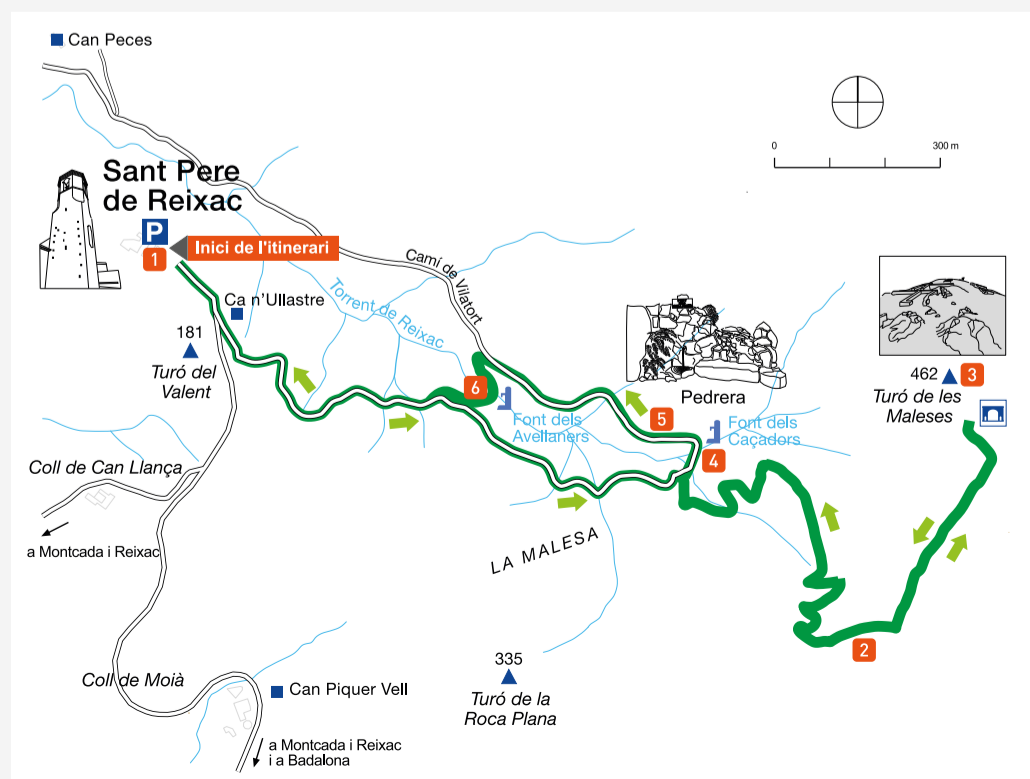 Can Peces
0
300 m
Sant Pere
de Reixac
P
1
Inici de l'itinerari
Camí de Vilatort
Ca n'Ullastre
Torrent de Reixac
181
Turó del
Valent
462
3
Turó de les
Maleses
Pedrera
6
5
Font dels
Avellaners
Font dels
Caçadors
4
Coll de Can Llança
a Montcada i Reixac
LA MALESA
2
335
Turó de la
Roca Plana
Coll de Moià
Can Piquer Vell
a Montcada i Reixac
i a Badalona